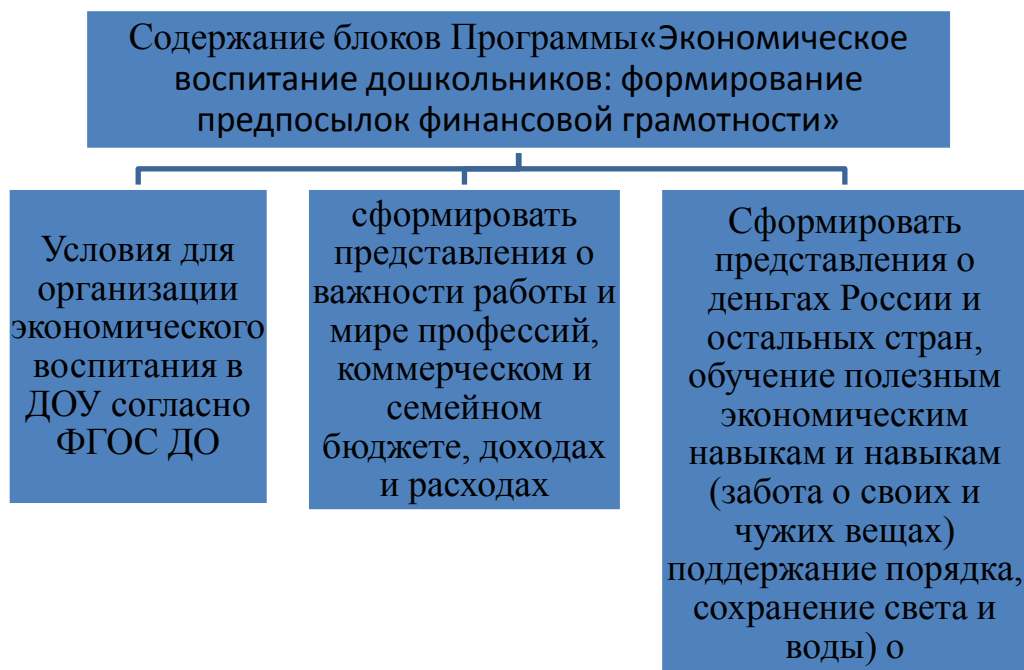 Содержание блоков Программы«Экономическое
воспитание дошкольников: формирование
предпосылок финансовой грамотности»
Условия для
организации
экономического
воспитания в
ДОУ согласно
ФГОС ДО
сформировать
представления о
важности работы и
мире профессий,
коммерческом и
семейном
бюджете, доходах
и расходах
Сформировать
представления о
деньгах России и
остальных стран,
обучение полезным
экономическим
навыкам и навыкам
(забота о своих и
чужих вещах)
поддержание порядка,
сохранение света и
воды) о